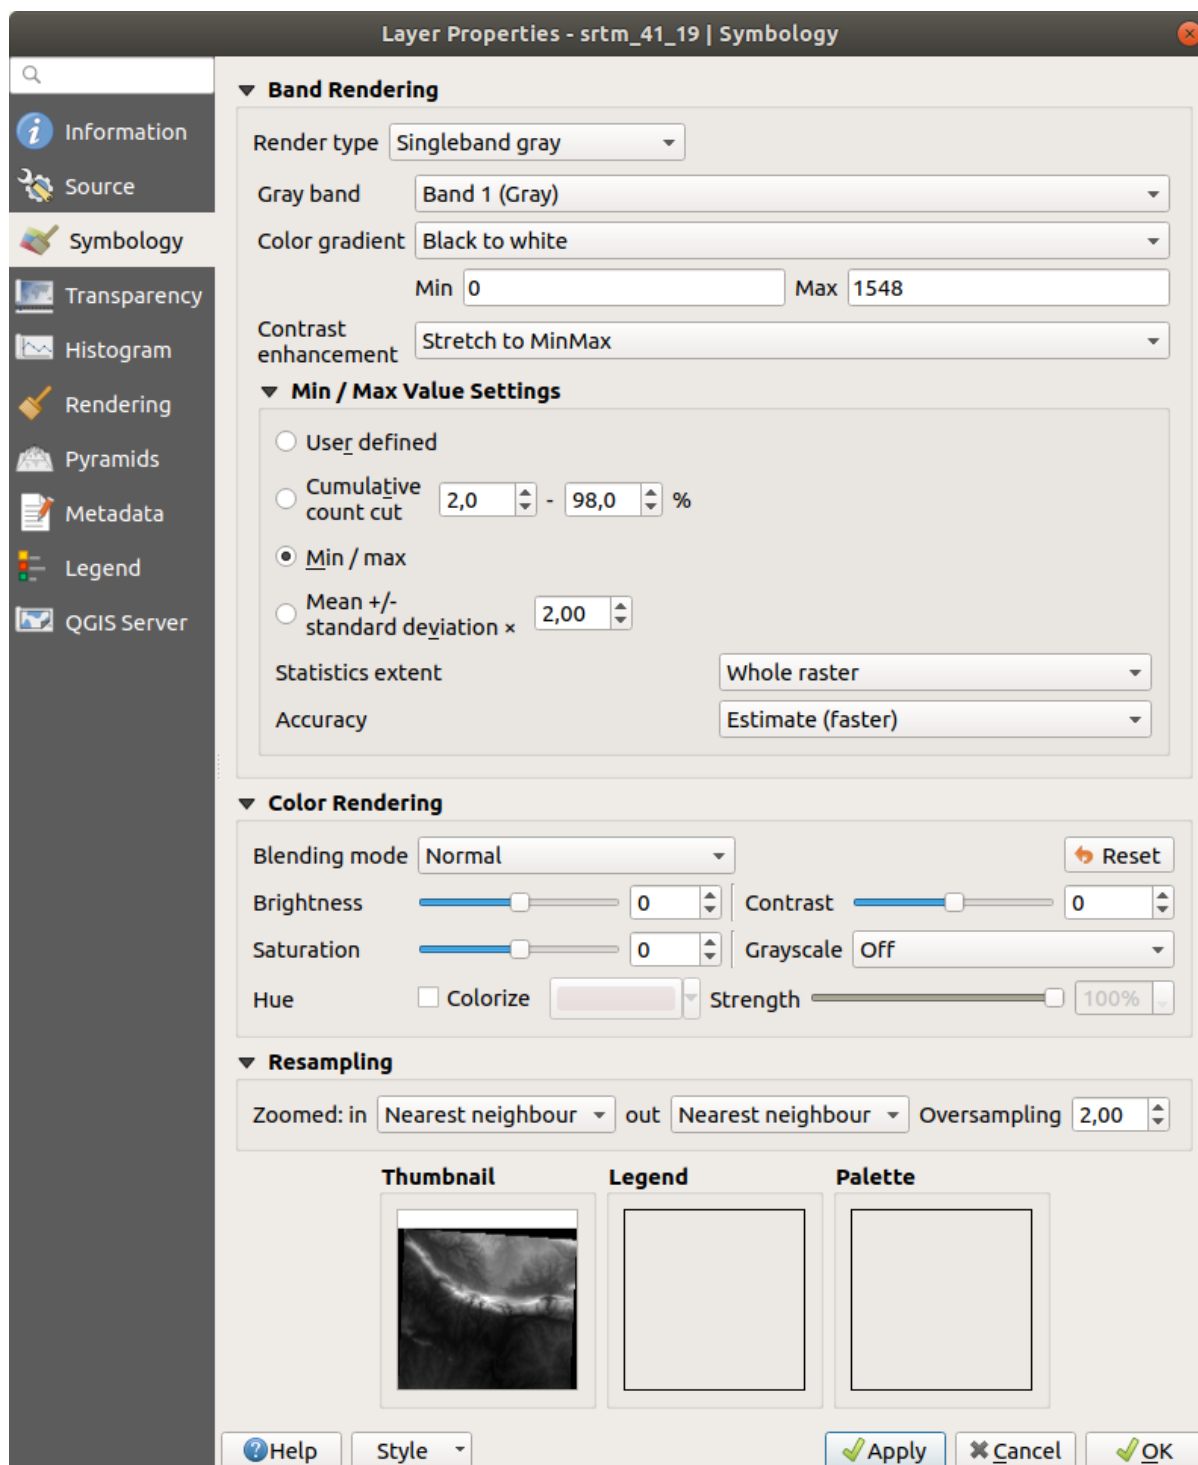 Layer Properties - srtm_41_19 | Symbology
Information
Source
Symbology
Transparency
Histogram
Rendering
Pyramids
Metadata
Legend
QGIS Server
Band Rendering
Render type Singleband gray
Gray band Band 1 (Gray)
Color gradient Black to white
Min 0 Max 1548
Contrast
enhancement Stretch to MinMax
Min / Max Value Settings
User defined
Cumulative
count cut 2,0 - 98,0 %
Min / max
Mean +/-
standard deviation × 2,00
Statistics extent Whole raster
Accuracy Estimate (faster)
Color Rendering
Blending mode Normal Reset
Brightness 0 Contrast 0
Saturation 0 Grayscale Off
Hue Colorize Strength 100%
Resampling
Zoomed: in Nearest neighbour out Nearest neighbour Oversampling 2,00
Thumbnail Legend Palette
Help Style Apply Cancel OK